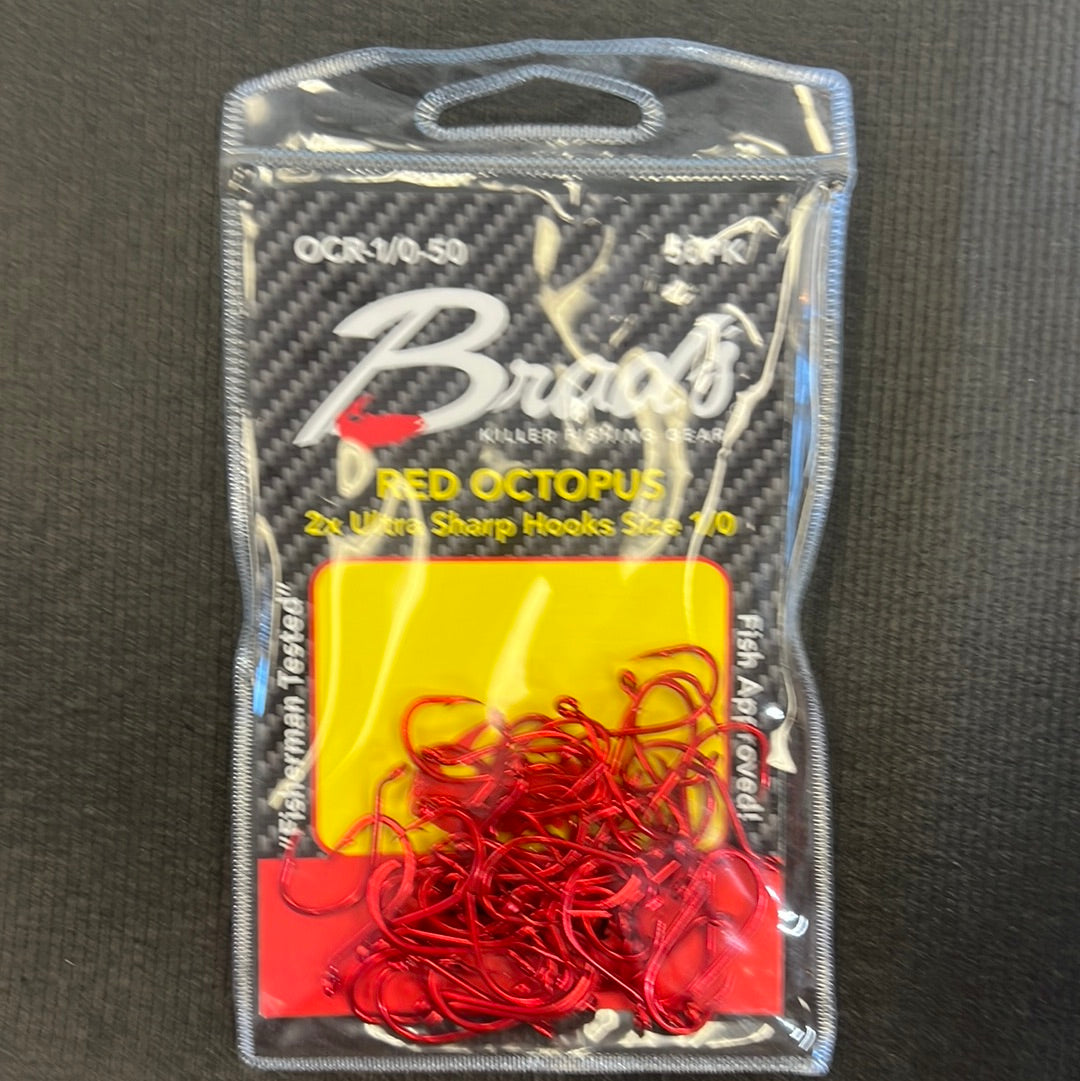 OCR-1/0-50
50PK
Brad's
KILLER FISHING GEAR
RED OCTOPUS
2x Ultra Sharp Hooks Size 1/0
"Fisherman Tested"
Fish Approved!